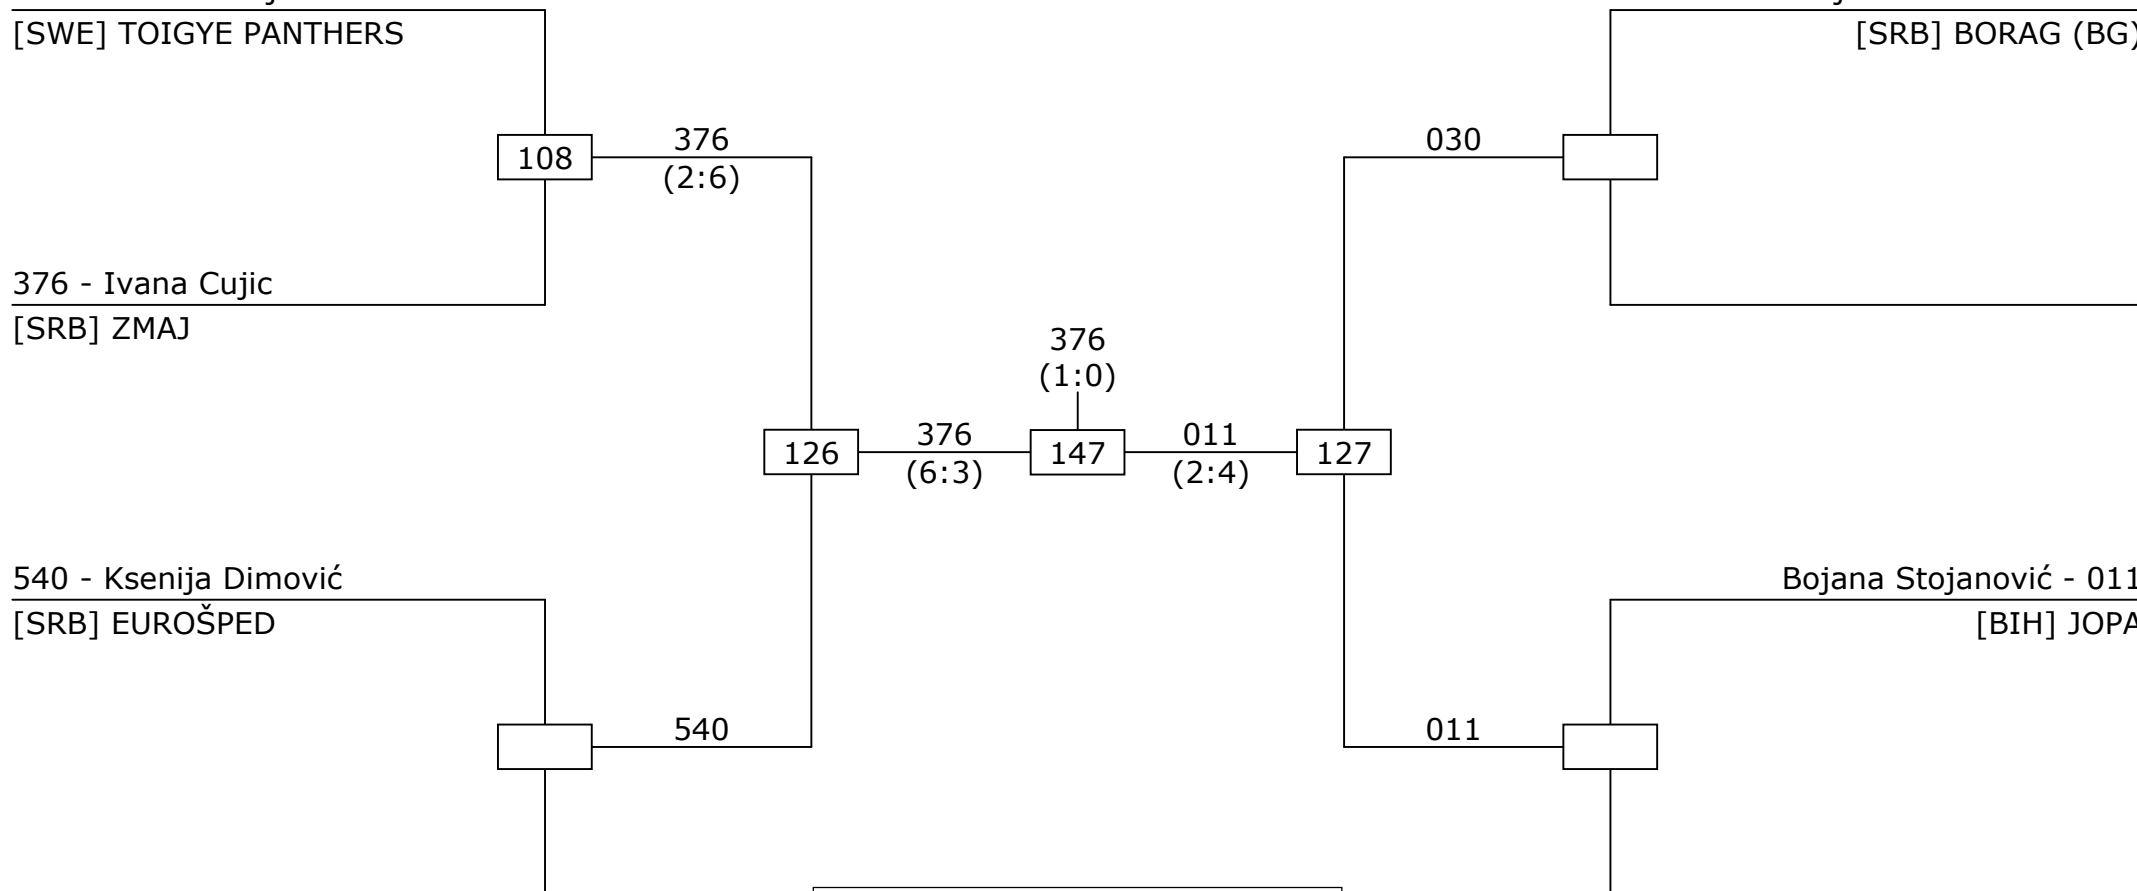 [SWE] TOIGYE PANTHERS
[SRB] BORAG (BG)
108
376
(2:6)
030
376 - Ivana Cujic
[SRB] ZMAJ
376
(1:0)
126
376
(6:3)
147
011
(2:4)
127
540 - Ksenija Dimović
[SRB] EUROŠPED
Bojana Stojanović - 011
[BIH] JOPA
540
011